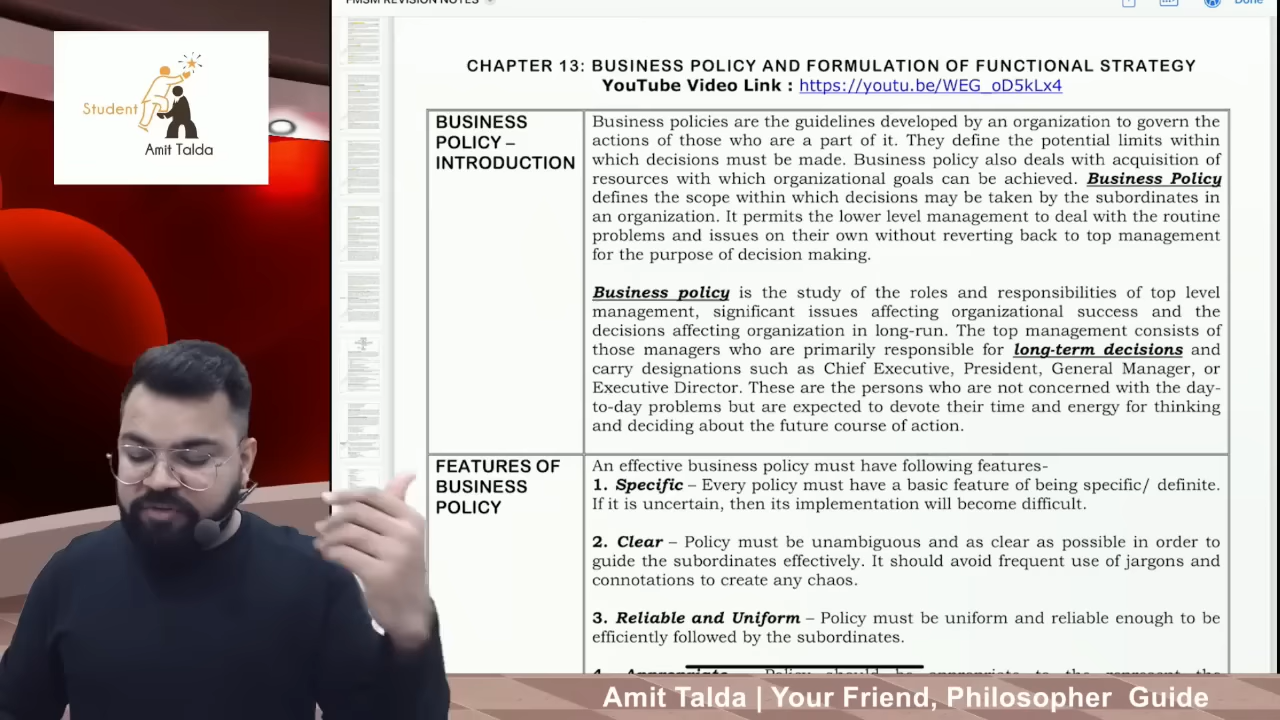 FMSM REVISION NOTES
Done
CHAPTER 13: BUSINESS POLICY AND FORMULATION OF FUNCTIONAL STRATEGY
YouTube Video Link : https://youtu.be/WEG_oD5kLx4
Student
Amit Talda
BUSINESS
POLICY –
INTRODUCTION
Business policies are the guidelines developed by an organization to govern the
action of those who are a part of it. They define the potential limits within
which decisions must be made. Business policy also deals with acquisition of
resources with which organizational goals can be achieved. Business Policy
defines the scope within which decisions may be taken by the subordinates in
an organization. It permits the lower level management to deal with the routine
problems and issues on their own without reverting back to top management
for the purpose of decision making.
Business policy is the study of the roles and responsibilities of top level
management, significant issues affecting organizational success and the
decisions affecting organization in long-run. The top management consists of
those managers who are primarily responsible for long term decisions and
carry designations such as Chief Executive, President, General Manager, or
Executive Director. These are the persons who are not concerned with the day-
to-day problems but are expected to devote their time and energy for thinking
and deciding about the future course of action.
FEATURES OF
BUSINESS
POLICY
An effective business policy must have following features-
1. Specific – Every policy must have a basic feature of being specific/ definite.
If it is uncertain, then its implementation will become difficult.
2. Clear – Policy must be unambiguous and as clear as possible in order to
guide the subordinates effectively. It should avoid frequent use of jargons and
connotations to create any chaos.
3. Reliable and Uniform – Policy must be uniform and reliable enough to be
efficiently followed by the subordinates.
4. Appropriate – Policy should be appropriate to the represent the
Amit Talda | Your Friend, Philosopher Guide